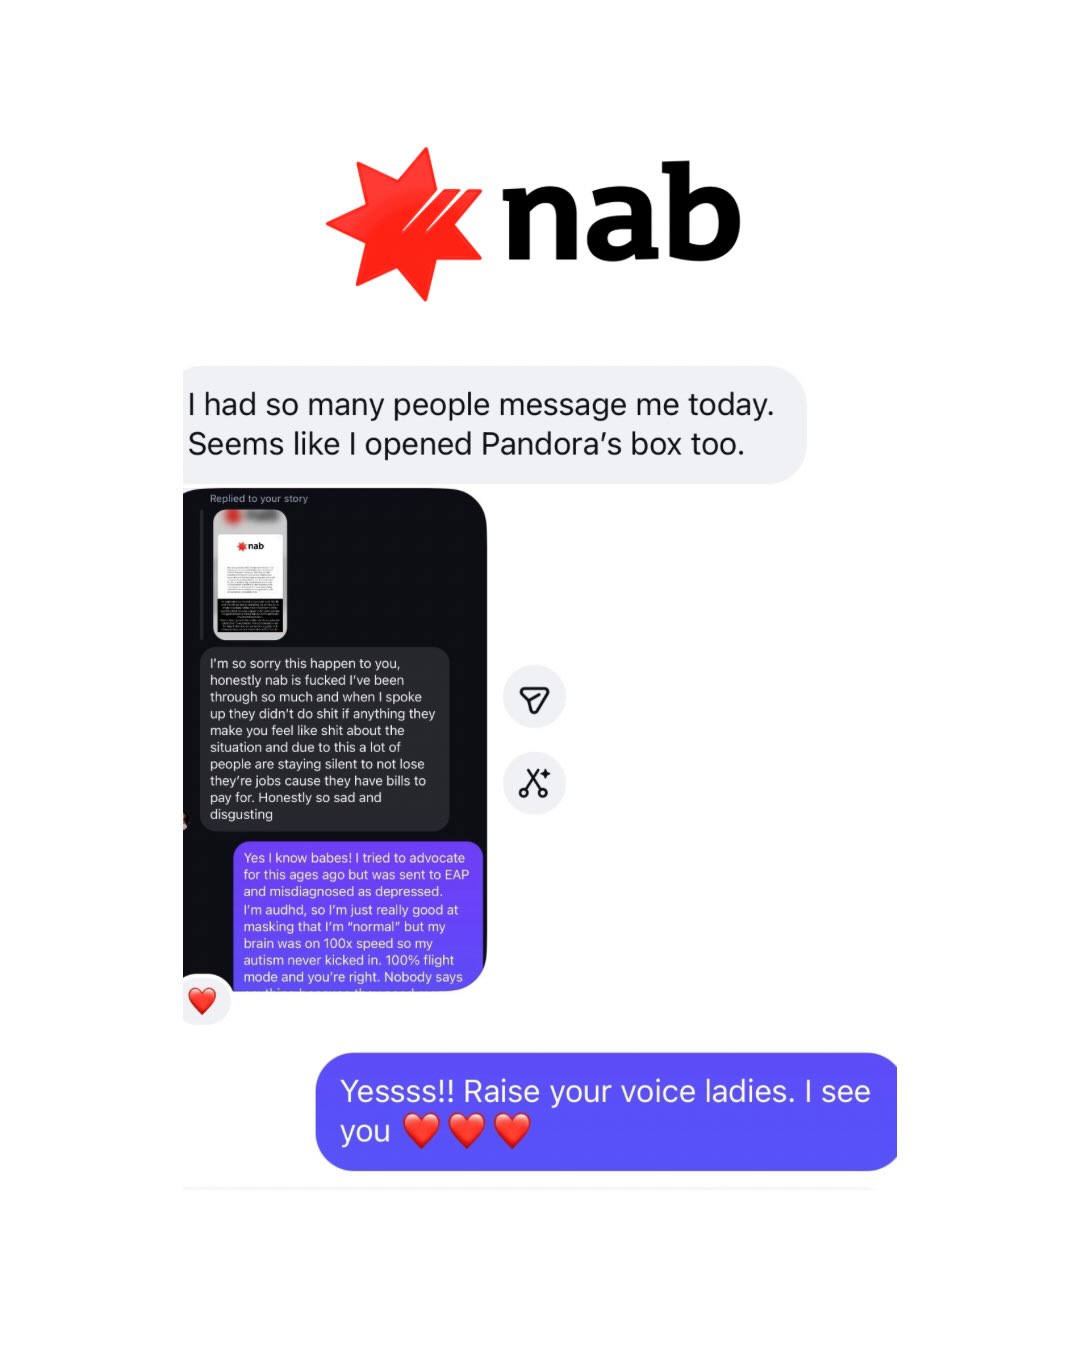 nab
I had so many people message me today.
Seems like I opened Pandora's box too.
Replied to your story
nab
I'm so sorry this happen to you,
honestly nab is fucked I've been
through so much and when I spoke
up they didn't do shit if anything they
make you feel like shit about the
situation and due to this a lot of
people are staying silent to not lose
they're jobs cause they have bills to
pay for. Honestly so sad and
disgusting
Yes I know babes! I tried to advocate
for this ages ago but was sent to EAP
and misdiagnosed as depressed.
I'm audhd, so I'm just really good at
masking that I'm "normal" but my
brain was on 100x speed so my
autism never kicked in. 100% flight
mode and you're right. Nobody says
Yessss!! Raise your voice ladies. I see
you ❤️ ❤️ ❤️